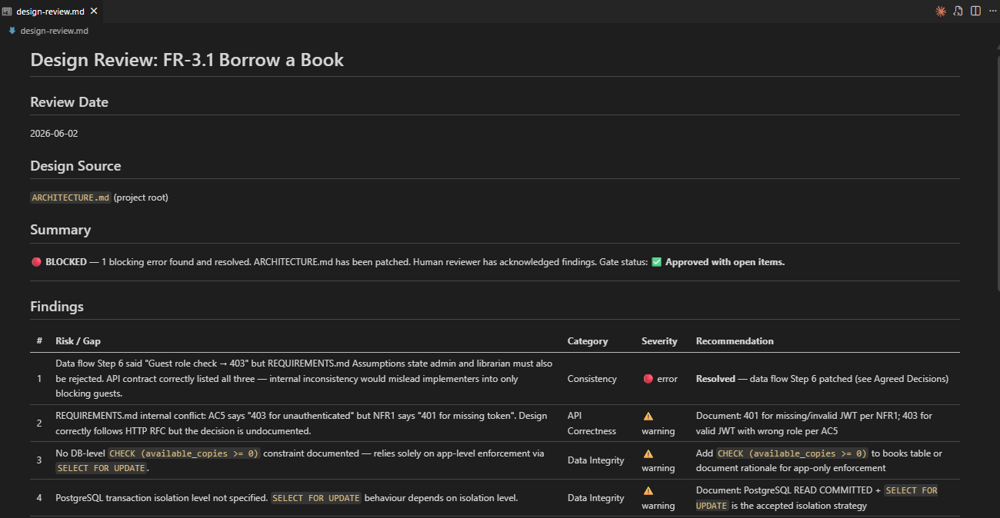 design-review.md
design-review.md
Design Review: FR-3.1 Borrow a Book
Review Date
2026-06-02
Design Source
ARCHITECTURE.md (project root)
Summary
🔴 BLOCKED — 1 blocking error found and resolved. ARCHITECTURE.md has been patched. Human reviewer has acknowledged findings. Gate status: ✅ Approved with open items.
Findings
# Risk / Gap Category Severity Recommendation
Data flow Step 6 said "Guest role check → 403" but REQUIREMENTS.md Assumptions state admin and librarian must also
1 be rejected. API contract correctly listed all three — internal inconsistency would mislead implementers into only Consistency 🔴 error Resolved — data flow Step 6 patched (see Agreed Decisions)
blocking guests.
2 REQUIREMENTS.md internal conflict: AC5 says "403 for unauthenticated" but NFR1 says "401 for missing token". Design API ⚠ Document: 401 for missing/invalid JWT per NFR1; 403 for
correctly follows HTTP RFC but the decision is undocumented. Correctness warning valid JWT with wrong role per AC5
3 No DB-level CHECK (available_copies >= 0) constraint documented — relies solely on app-level enforcement via Data Integrity ⚠ Add CHECK (available_copies >= 0) to books table or
SELECT FOR UPDATE. warning document rationale for app-only enforcement
4 PostgreSQL transaction isolation level not specified. SELECT FOR UPDATE behaviour depends on isolation level. Data Integrity ⚠ Document: PostgreSQL READ COMMITTED + SELECT FOR
warning UPDATE is the accepted isolation strategy